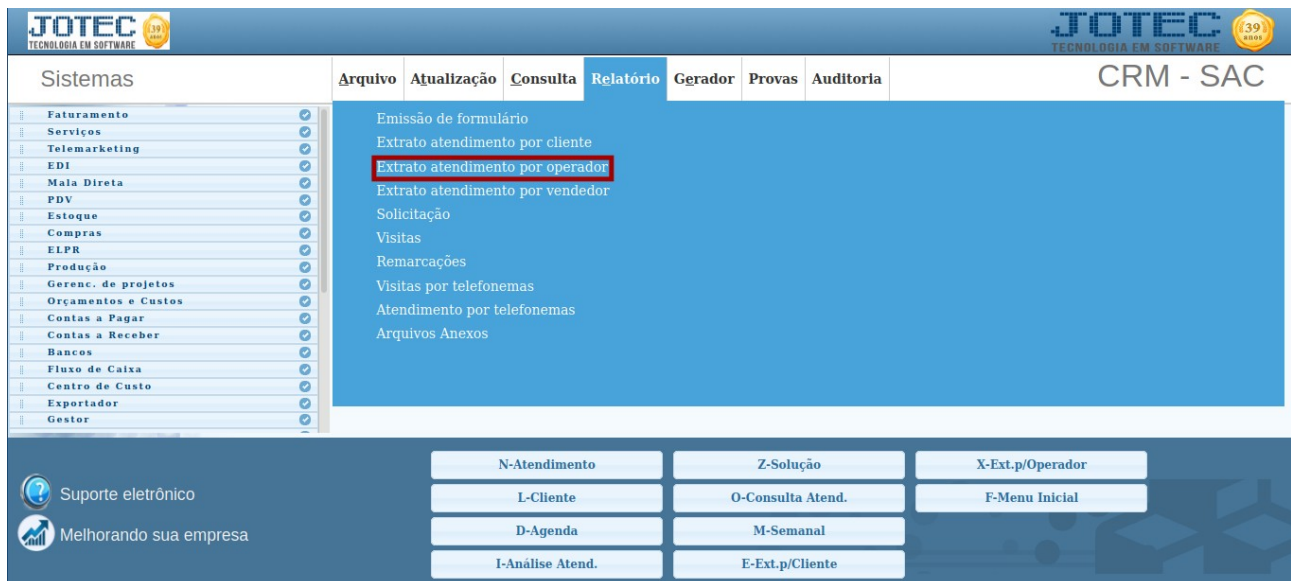 JOTEC 39 anos
TECNOLOGIA EM SOFTWARE
JOTEC 39 anos
TECNOLOGIA EM SOFTWARE
Sistemas
Arquivo Atualização Consulta Relatório Gerador Provas Auditoria
CRM - SAC
Faturamento
Serviços
Telemarketing
EDI
Mala Direta
PDV
Estoque
Compras
ELPR
Produção
Gerenc. de projetos
Orçamentos e Custos
Contas a Pagar
Contas a Receber
Bancos
Fluxo de Caixa
Centro de Custo
Exportador
Gestor
Emissão de formulário
Extrato atendimento por cliente
Extrato atendimento por operador
Extrato atendimento por vendedor
Solicitação
Visitas
Remarcações
Visitas por telefonemas
Atendimento por telefonemas
Arquivos Anexos
Suporte eletrônico
Melhorando sua empresa
N-Atendimento Z-Solução X-Ext.p/Operador
L-Cliente O-Consulta Atend. F-Menu Inicial
D-Agenda M-Semanal
I-Análise Atend. E-Ext.p/Cliente